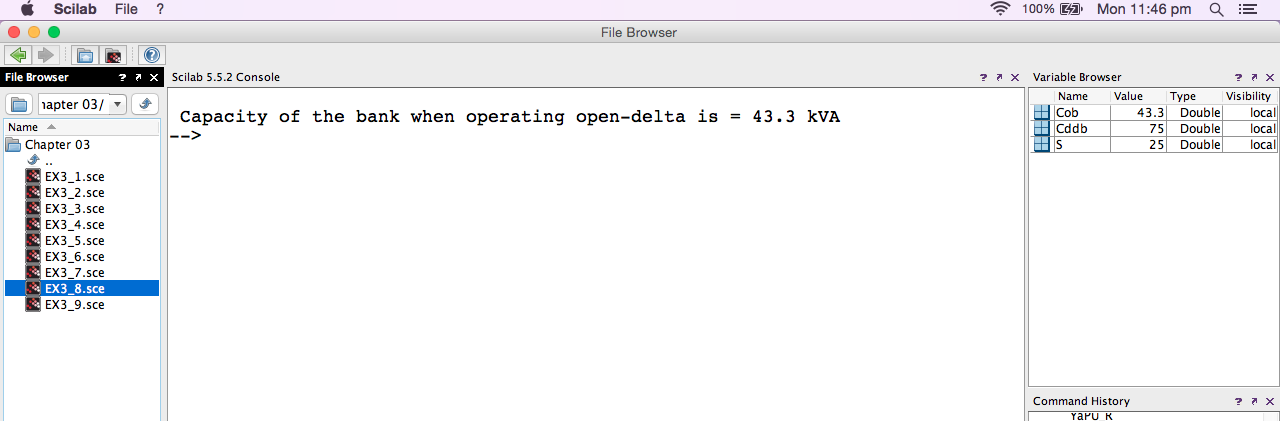 Scilab File ? 100% Mon 11:46 pm
File Browser
File Browser ? Scilab 5.5.2 Console ? Variable Browser ?
hapter 03/
Name
Chapter 03
..
EX3_1.sce
EX3_2.sce
EX3_3.sce
EX3_4.sce
EX3_5.sce
EX3_6.sce
EX3_7.sce
EX3_8.sce
EX3_9.sce
Capacity of the bank when operating open-delta is = 43.3 kVA
-->
Name Value Type Visibility
Cob 43.3 Double local
Cddb 75 Double local
S 25 Double local
Command History ?